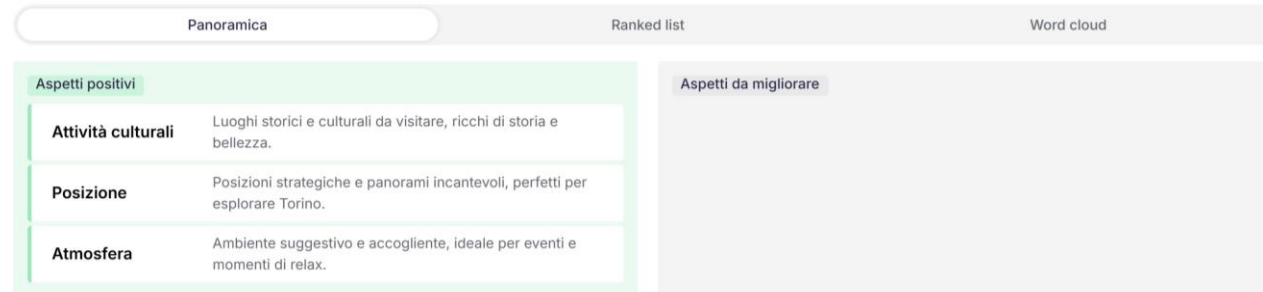 Panoramica
Ranked list
Word cloud
Aspetti positivi
Attività culturali
Luoghi storici e culturali da visitare, ricchi di storia e
bellezza.
Posizione
Posizioni strategiche e panorami incantevoli, perfetti per
esplorare Torino.
Atmosfera
Ambiente suggestivo e accogliente, ideale per eventi e
momenti di relax.
Aspetti da migliorare